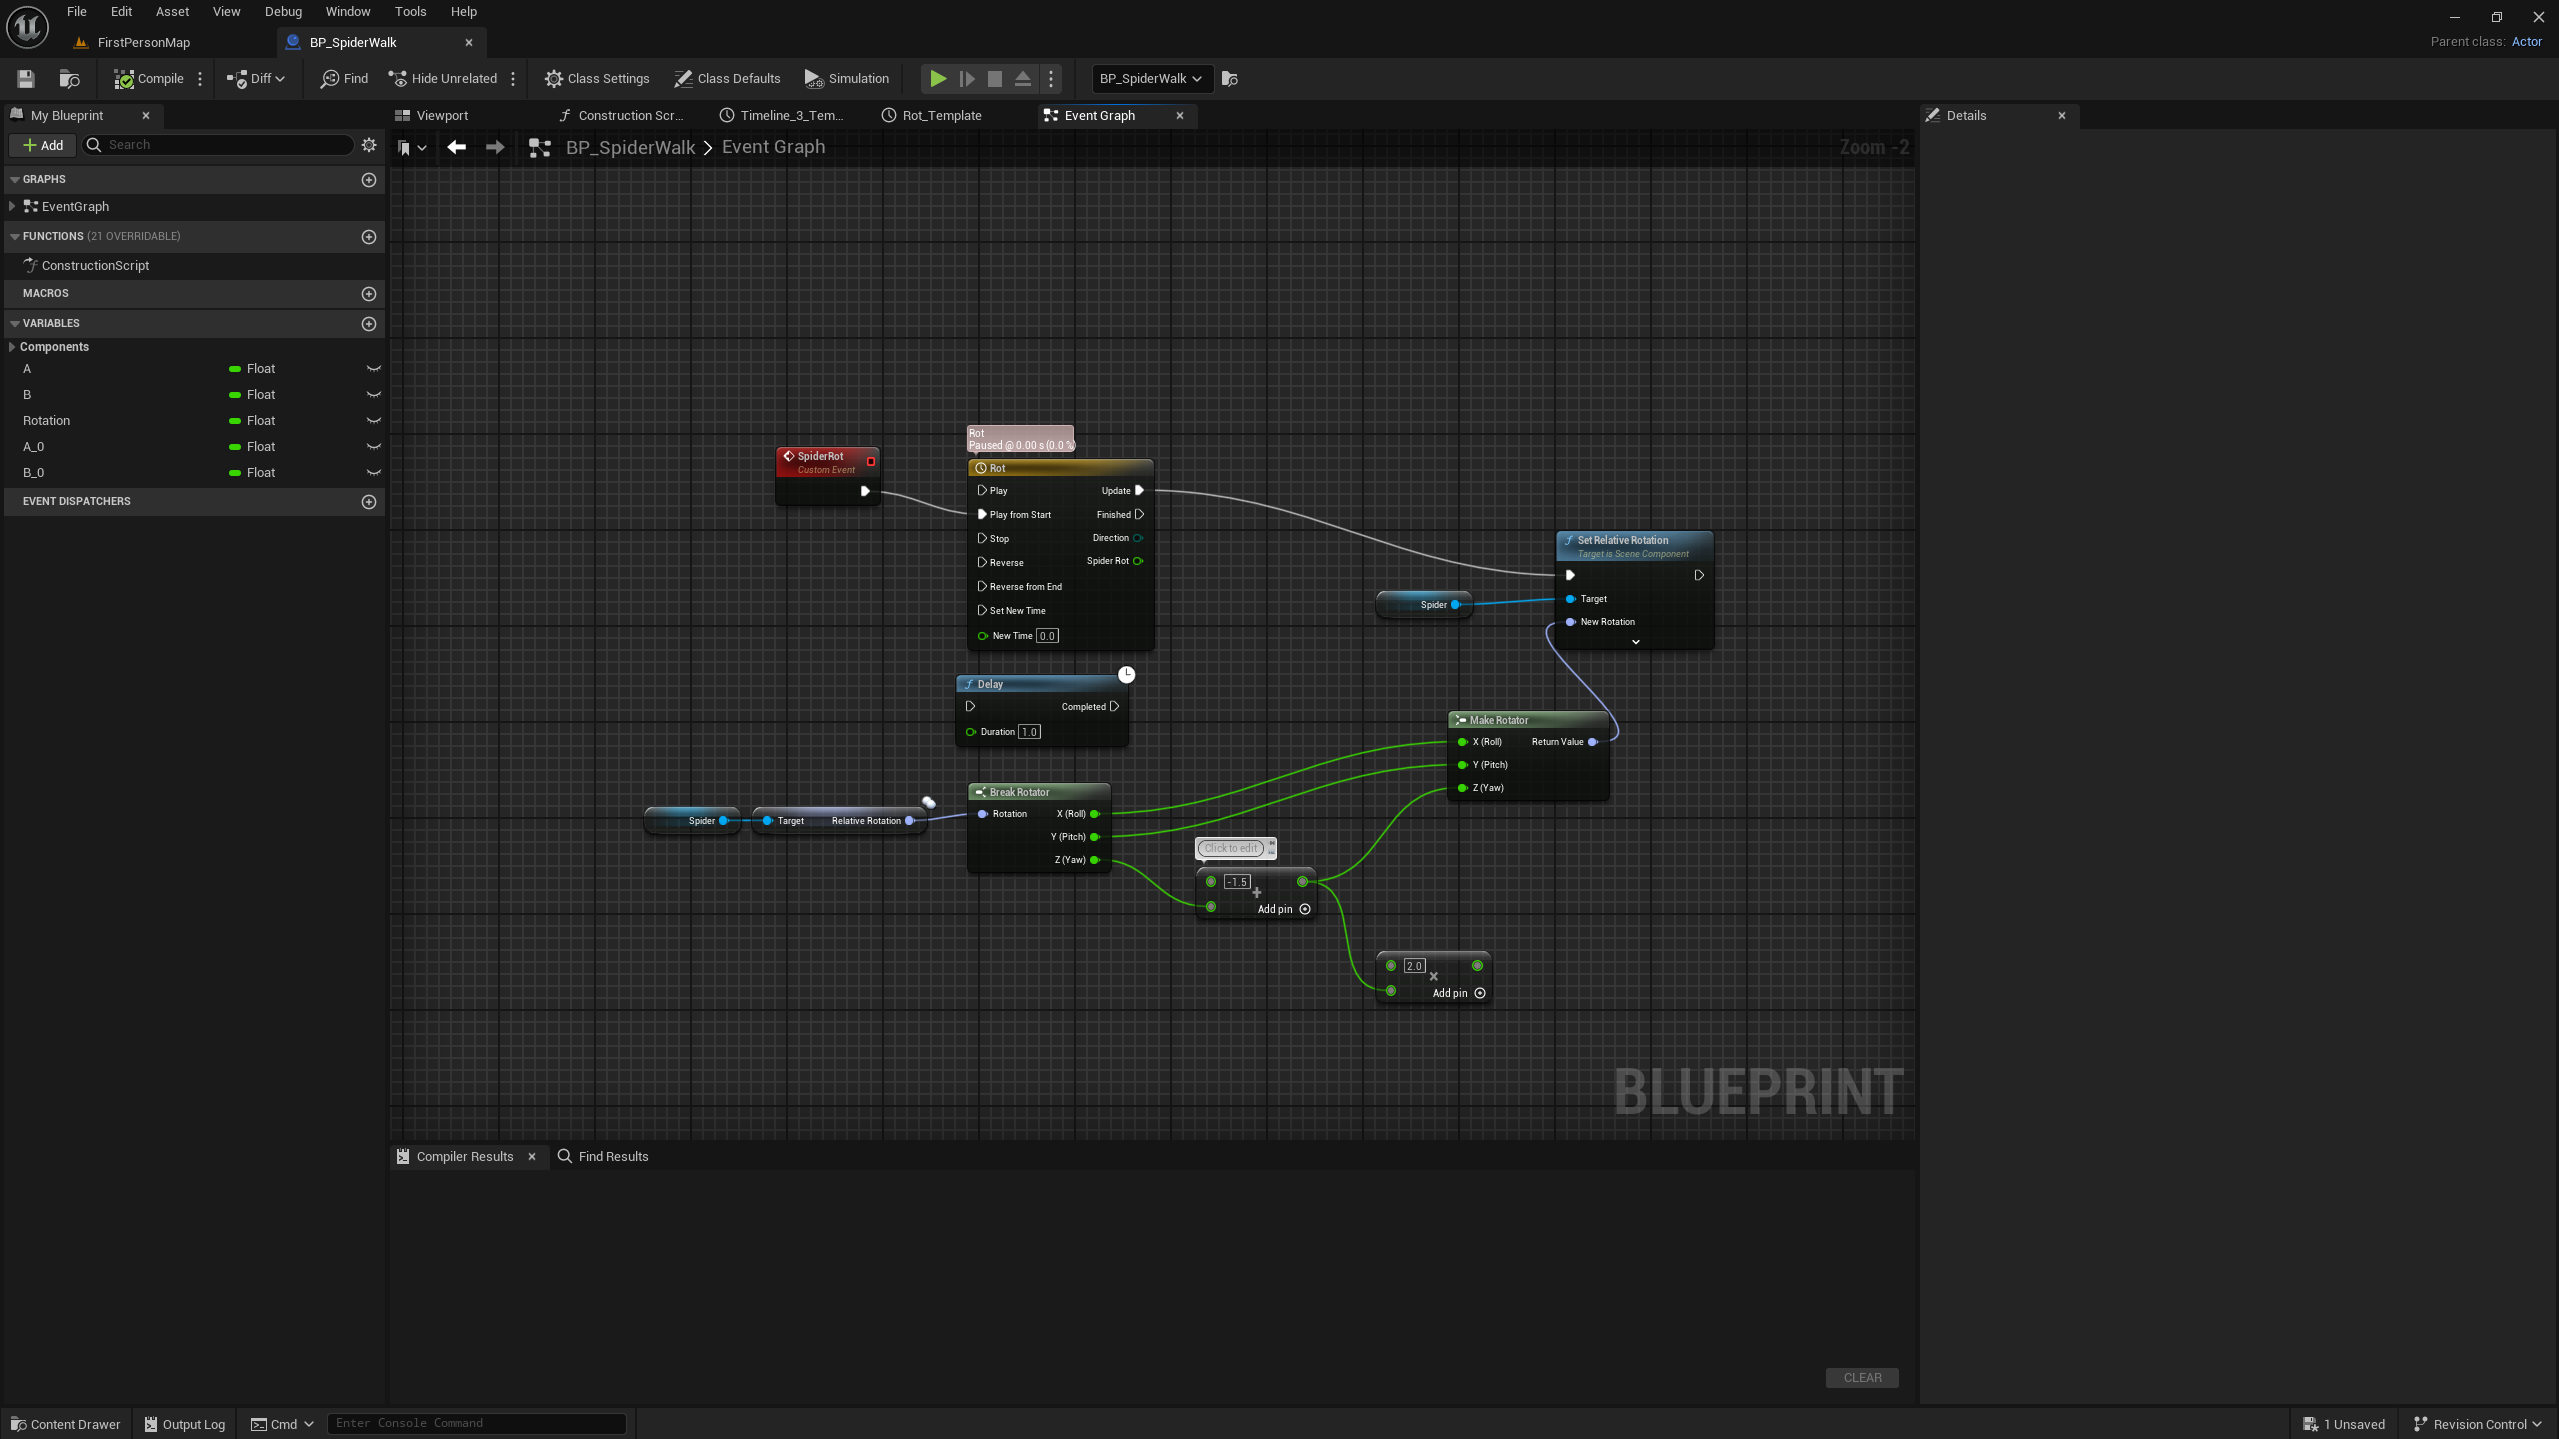 File Edit Asset View Debug Window Tools Help
FirstPersonMap
BP_SpiderWalk
Parent class: Actor
Compile
Diff
Find
Hide Unrelated
Class Settings
Class Defaults
Simulation
BP_SpiderWalk
My Blueprint
Add
Search
GRAPHS
EventGraph
FUNCTIONS (21 OVERRIDABLE)
ConstructionScript
MACROS
VARIABLES
Components
A Float
B Float
Rotation Float
A_0 Float
B_0 Float
EVENT DISPATCHERS
Viewport
Construction Scr...
Timeline_3_Tem...
Rot_Template
Event Graph
BP_SpiderWalk > Event Graph
Zoom -2
SpiderRot
Custom Event
Rot
Paused @ 0.00 s (0.0 %)
Rot
Play Update
Play from Start Finished
Stop Direction
Reverse Spider Rot
Reverse from End
Set New Time
New Time 0.0
Delay
Completed
Duration 1.0
Spider
Target Relative Rotation
Break Rotator
Rotation X (Roll)
Y (Pitch)
Z (Yaw)
Click to edit
-1.5
+
Add pin
2.0
×
Add pin
Make Rotator
X (Roll) Return Value
Y (Pitch)
Z (Yaw)
Spider
Set Relative Rotation
Target is Scene Component
Target
New Rotation
BLUEPRINT
Details
Compiler Results
Find Results
CLEAR
Content Drawer
Output Log
Cmd
Enter Console Command
1 Unsaved
Revision Control